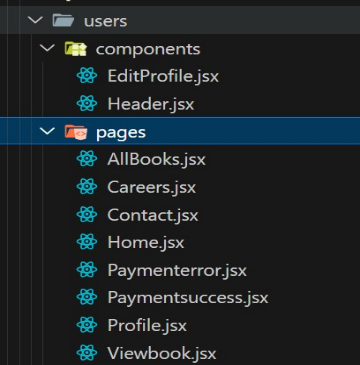 users
components
EditProfile.jsx
Header.jsx
pages
AllBooks.jsx
Careers.jsx
Contact.jsx
Home.jsx
Paymenterror.jsx
Paymentsuccess.jsx
Profile.jsx
Viewbook.jsx